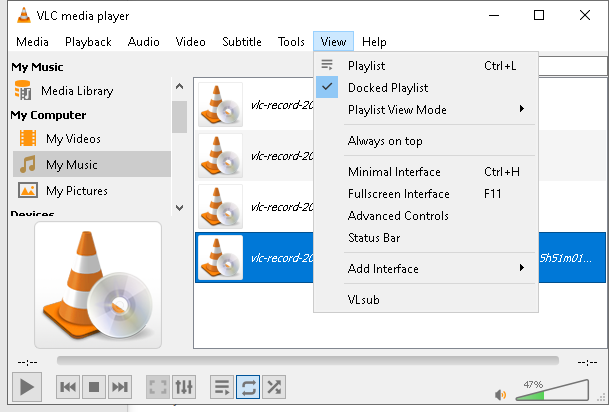 VLC media player
Media Playback Audio Video Subtitle Tools View Help
My Music
Media Library
My Computer
My Videos
My Music
My Pictures
Devices
vlc-record-20
vlc-record-20
vlc-record-20
vlc-record-20
5h51m01...
Playlist Ctrl+L
Docked Playlist
Playlist View Mode
Always on top
Minimal Interface Ctrl+H
Fullscreen Interface F11
Advanced Controls
Status Bar
Add Interface
VLsub
--:-- --:--
47%